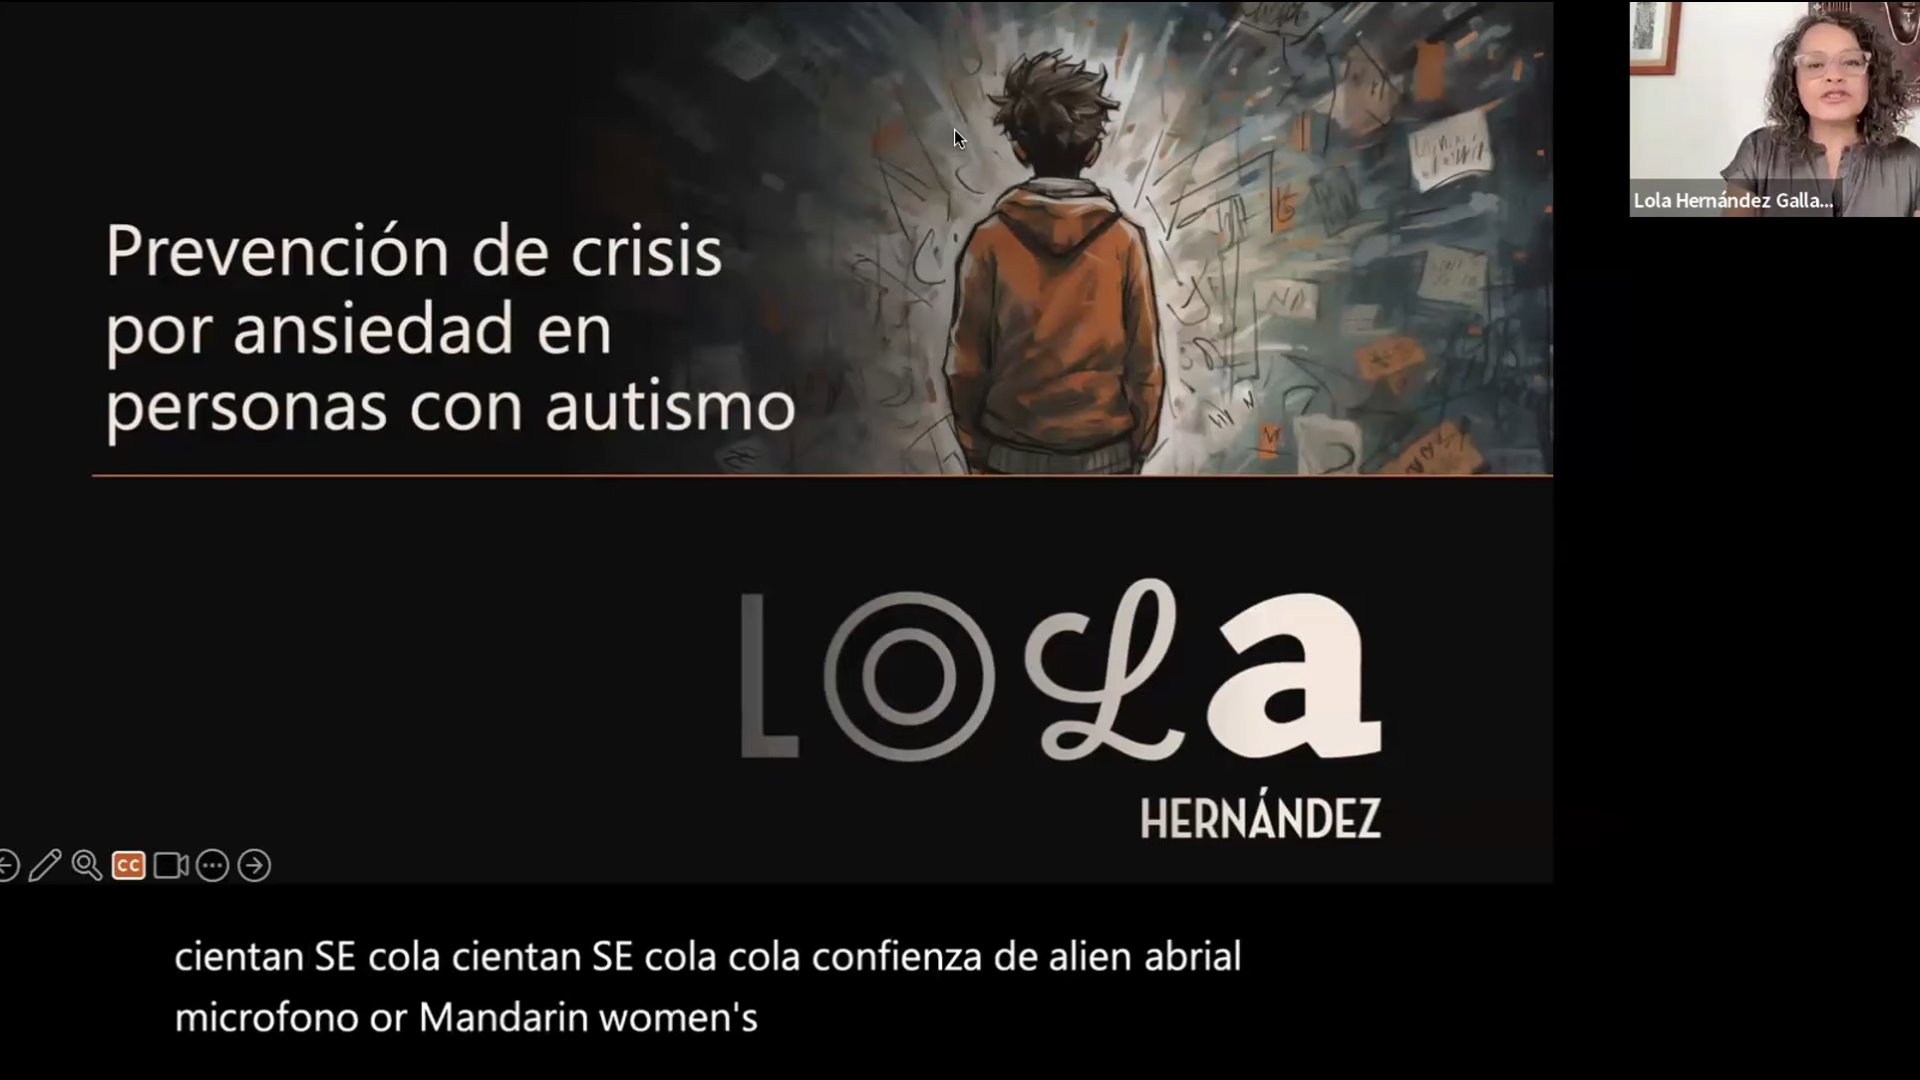 Prevención de crisis
por ansiedad en
personas con autismo
LOLa
HERNÁNDEZ
Lola Hernández Galla...
CC
cientan SE cola cientan SE cola cola confienza de alien abrial
microfono or Mandarin women's